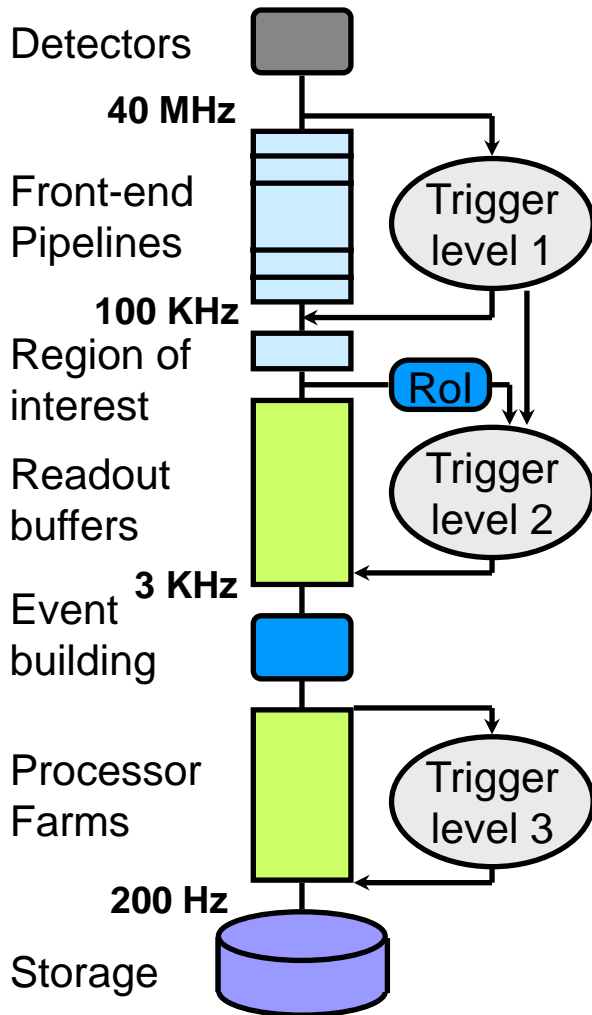 Detectors
40 MHz
Front-end
Pipelines
Trigger
level 1
100 KHz
Region of
interest
RoI
Readout
buffers
Trigger
level 2
3 KHz
Event
building
Processor
Farms
Trigger
level 3
200 Hz
Storage